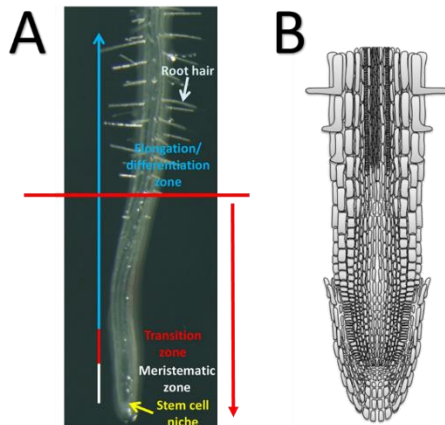 A
B
Root hair
Elongation/
differentiation
zone
Transition
zone
Meristematic
zone
Stem cell
niche